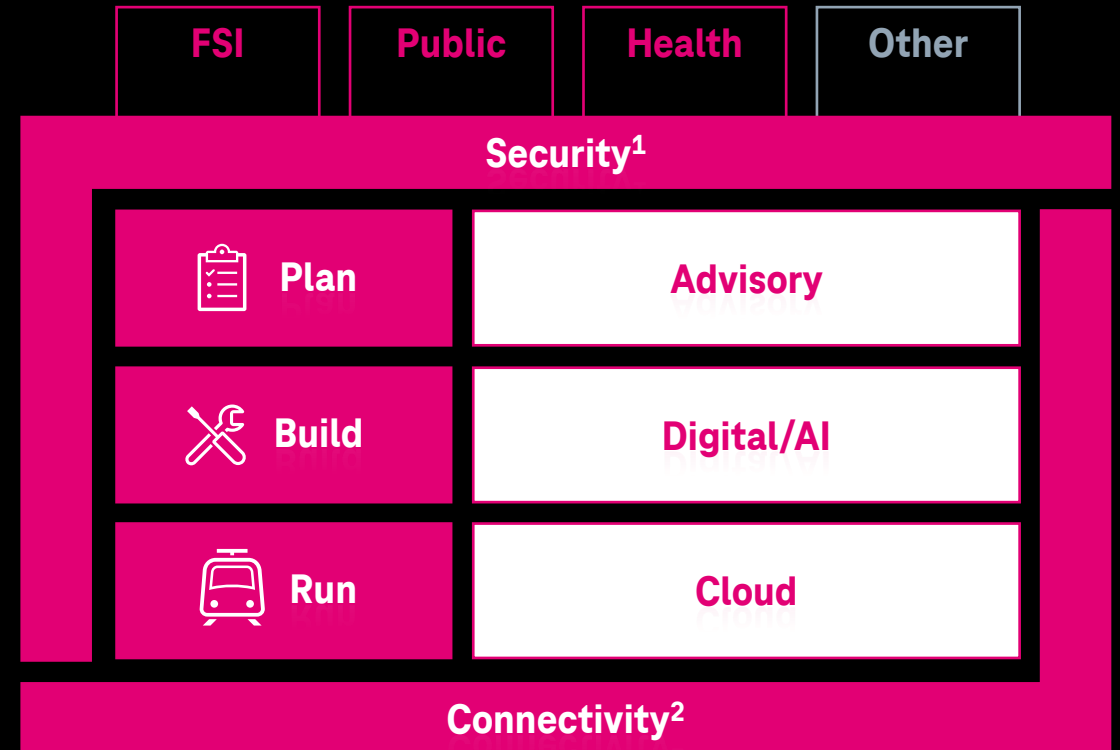 FSI Public Health Other
Security¹
Plan Advisory
Build Digital/AI
Run Cloud
Connectivity²